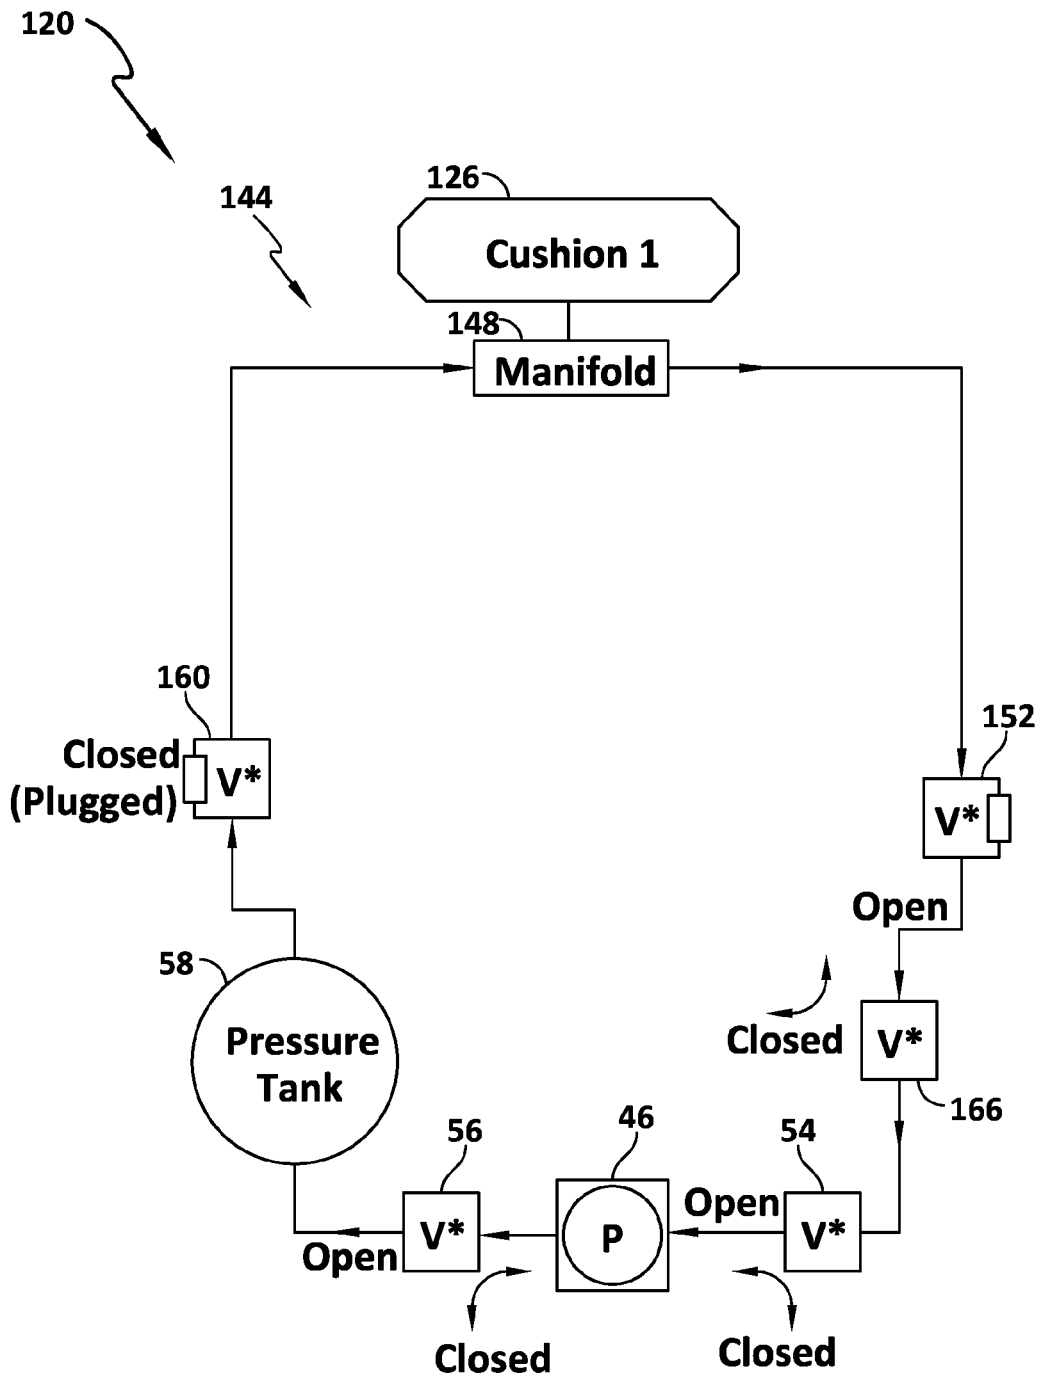 120
126
144
Cushion 1
148
Manifold
160
152
Closed
(Plugged)
V*
V*
Open
58
Closed
V*
Pressure
Tank
166
56
46
54
Open
V*
P
V*
Open
Closed
Closed